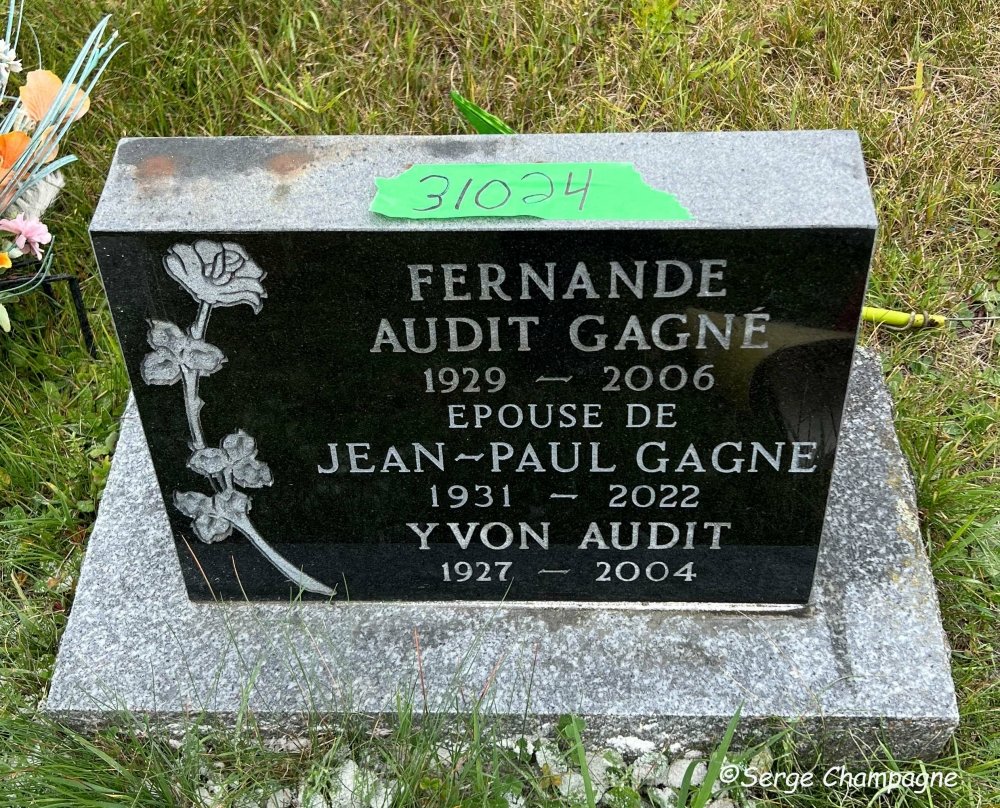 31024
FERNANDE
AUDIT GAGNÉ
1929 — 2006
EPOUSE DE
JEAN~PAUL GAGNE
1931 — 2022
YVON AUDIT
1927 — 2004
©Serge Champagne